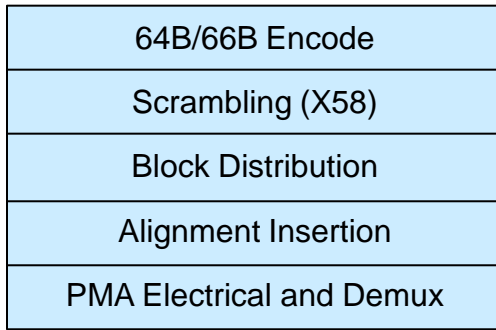 64B/66B Encode
Scrambling (X58)
Block Distribution
Alignment Insertion
PMA Electrical and Demux